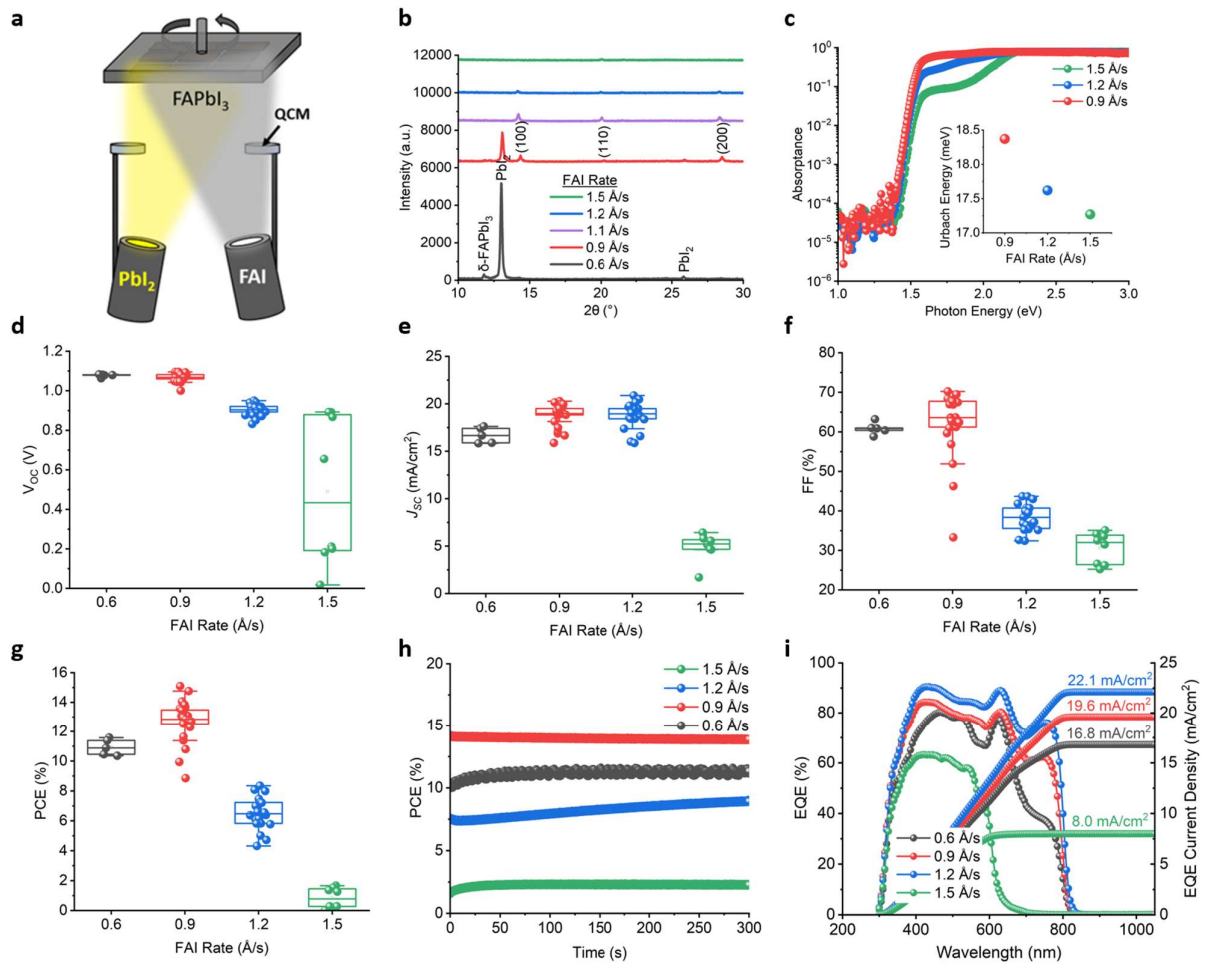 a
FAPbI3
QCM
PbI2
FAI
b
Intensity (a.u.)
12000
10000
8000
6000
4000
2000
0
(100)
(110)
(200)
PbI2
δ-FAPbI3
PbI2
FAI Rate
1.5 Å/s
1.2 Å/s
1.1 Å/s
0.9 Å/s
0.6 Å/s
10 15 20 25 30
2θ (°)
c
Absorptance
10^0
10^-1
10^-2
10^-3
10^-4
10^-5
10^-6
1.5 Å/s
1.2 Å/s
0.9 Å/s
Urbach Energy (meV)
18.5
18.0
17.5
17.0
0.9 1.2 1.5
FAI Rate (Å/s)
1.0 1.5 2.0 2.5 3.0
Photon Energy (eV)
d
VOC (V)
1.2
1.0
0.8
0.6
0.4
0.2
0.0
0.6 0.9 1.2 1.5
FAI Rate (Å/s)
e
JSC (mA/cm2)
25
20
15
10
5
0
0.6 0.9 1.2 1.5
FAI Rate (Å/s)
f
FF (%)
80
70
60
50
40
30
20
0.6 0.9 1.2 1.5
FAI Rate (Å/s)
g
PCE (%)
16
14
12
10
8
6
4
2
0
0.6 0.9 1.2 1.5
FAI Rate (Å/s)
h
PCE (%)
20
15
10
5
0
1.5 Å/s
1.2 Å/s
0.9 Å/s
0.6 Å/s
0 50 100 150 200 250 300
Time (s)
i
EQE (%)
100
80
60
40
20
0
22.1 mA/cm2
19.6 mA/cm2
16.8 mA/cm2
8.0 mA/cm2
0.6 Å/s
0.9 Å/s
1.2 Å/s
1.5 Å/s
25
20
15
10
5
0
EQE Current Density (mA/cm2)
200 400 600 800 1000
Wavelength (nm)